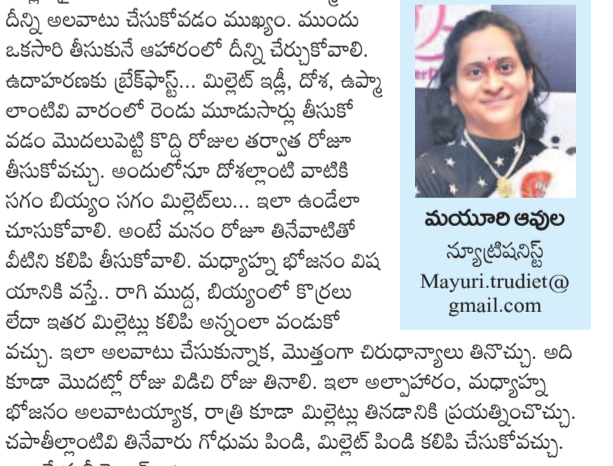 దీన్ని అలవాటు చేసుకోవడం ముఖ్యం. ముందు
ఒకసారి తీసుకునే ఆహారంలో దీన్ని చేర్చుకోవాలి.
ఉదాహరణకు బ్రేక్‌ఫాస్ట్... మిల్లెట్ ఇడ్లీ, దోశ, ఉప్మా
లాంటివి వారంలో రెండు మూడుసార్లు తీసుకో
వడం మొదలుపెట్టి కొద్ది రోజుల తర్వాత రోజూ
తీసుకోవచ్చు. అందులోనూ దోశల్లాంటి వాటికి
సగం బియ్యం సగం మిల్లెట్‌లు... ఇలా ఉండేలా
చూసుకోవాలి. అంటే మనం రోజూ తినేవాటితో
వీటిని కలిపి తీసుకోవాలి. మధ్యాహ్న భోజనం విష
యానికి వస్తే.. రాగి ముద్ద, బియ్యంలో కొర్రలు
లేదా ఇతర మిల్లెట్లు కలిపి అన్నంలా వండుకో
వచ్చు. ఇలా అలవాటు చేసుకున్నాక, మొత్తంగా చిరుధాన్యాలు తినొచ్చు. అది
కూడా మొదట్లో రోజు విడిచి రోజు తినాలి. ఇలా అల్పాహారం, మధ్యాహ్న
భోజనం అలవాటయ్యాక, రాత్రి కూడా మిల్లెట్లు తినడానికి ప్రయత్నించొచ్చు.
చపాతీల్లాంటివి తినేవారు గోధుమ పిండి, మిల్లెట్ పిండి కలిపి చేసుకోవచ్చు.
మయూరి ఆవుల
న్యూట్రిషనిస్ట్
Mayuri.trudiet@
gmail.com